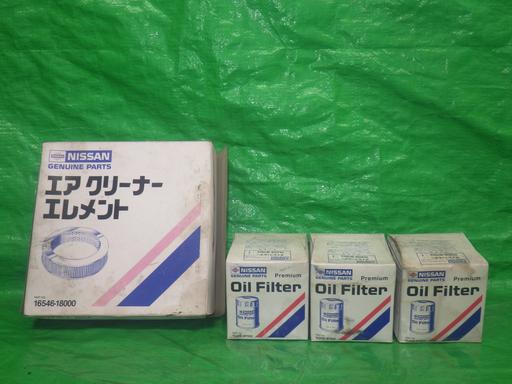 NISSAN
GENUINE PARTS
エア クリーナー
エレメント
16546-18000
NISSAN
GENUINE PARTS
Premium
Oil Filter
NISSAN
GENUINE PARTS
Premium
Oil Filter
NISSAN
GENUINE PARTS
Premium
Oil Filter